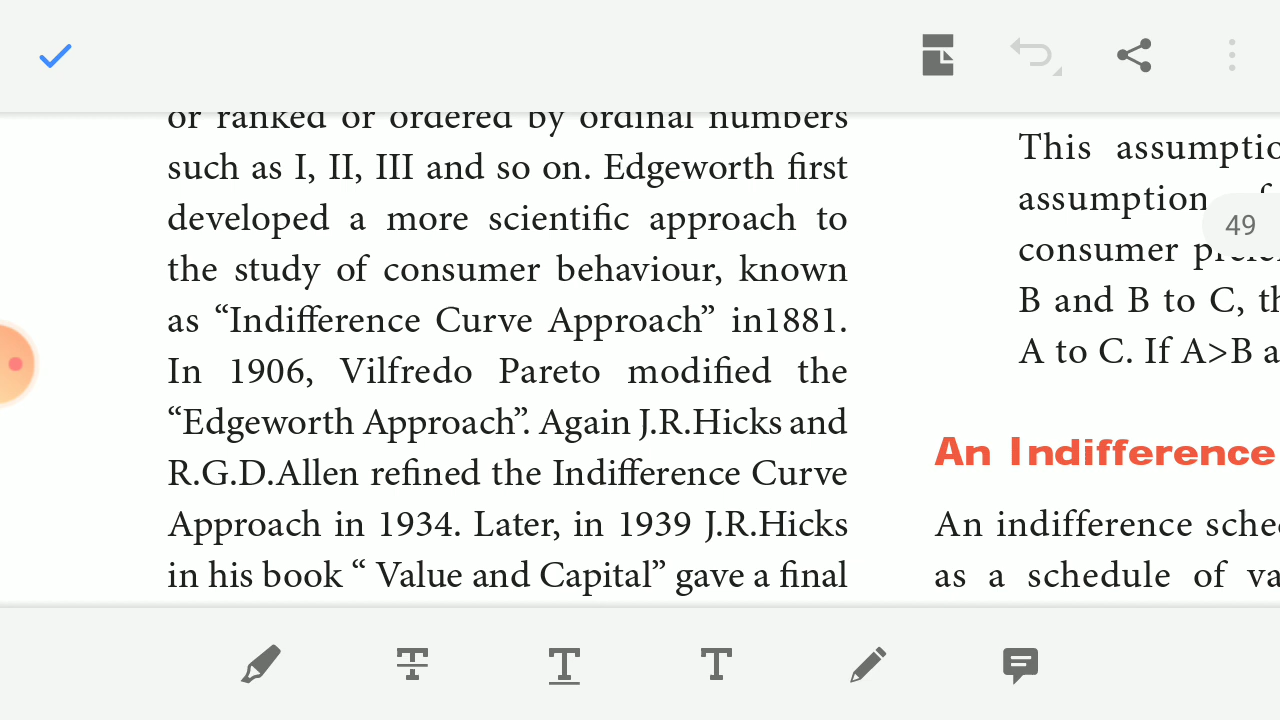 or ranked or ordered by ordinal numbers
such as I, II, III and so on. Edgeworth first
developed a more scientific approach to
the study of consumer behaviour, known
as “Indifference Curve Approach” in1881.
In 1906, Vilfredo Pareto modified the
“Edgeworth Approach”. Again J.R.Hicks and
R.G.D.Allen refined the Indifference Curve
Approach in 1934. Later, in 1939 J.R.Hicks
in his book “ Value and Capital” gave a final
This
assumption
consumer
B and B to C,
A to C. If A>B
An Indifference
An indifference
as a schedule of
49